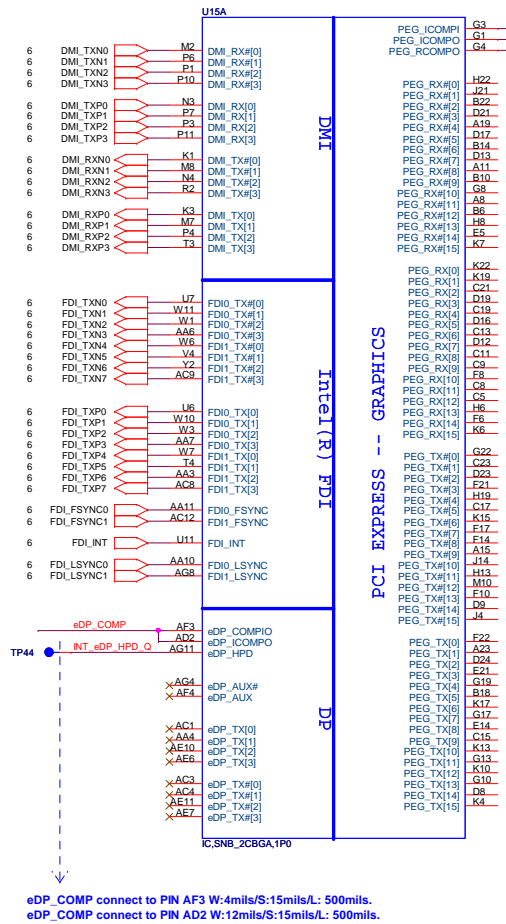 U15A
6 DMI_TXN0 M2 DMI_RX#[0]
6 DMI_TXN1 P6 DMI_RX#[1]
6 DMI_TXN2 P1 DMI_RX#[2]
6 DMI_TXN3 P10 DMI_RX#[3]
6 DMI_TXP0 N3 DMI_RX[0]
6 DMI_TXP1 P7 DMI_RX[1]
6 DMI_TXP2 P3 DMI_RX[2]
6 DMI_TXP3 P11 DMI_RX[3]
6 DMI_RXN0 K1 DMI_TX#[0]
6 DMI_RXN1 M8 DMI_TX#[1]
6 DMI_RXN2 N4 DMI_TX#[2]
6 DMI_RXN3 R2 DMI_TX#[3]
6 DMI_RXP0 K3 DMI_TX[0]
6 DMI_RXP1 M7 DMI_TX[1]
6 DMI_RXP2 P4 DMI_TX[2]
6 DMI_RXP3 T3 DMI_TX[3]
DMI
6 FDI_TXN0 U7 FDI0_TX#[0]
6 FDI_TXN1 W11 FDI0_TX#[1]
6 FDI_TXN2 W1 FDI0_TX#[2]
6 FDI_TXN3 AA6 FDI0_TX#[3]
6 FDI_TXN4 W6 FDI1_TX#[0]
6 FDI_TXN5 V4 FDI1_TX#[1]
6 FDI_TXN6 Y2 FDI1_TX#[2]
6 FDI_TXN7 AC9 FDI1_TX#[3]
6 FDI_TXP0 U6 FDI0_TX[0]
6 FDI_TXP1 W10 FDI0_TX[1]
6 FDI_TXP2 W3 FDI0_TX[2]
6 FDI_TXP3 AA7 FDI0_TX[3]
6 FDI_TXP4 W7 FDI1_TX[0]
6 FDI_TXP5 T4 FDI1_TX[1]
6 FDI_TXP6 AA3 FDI1_TX[2]
6 FDI_TXP7 AC8 FDI1_TX[3]
6 FDI_FSYNC0 AA11 FDI0_FSYNC
6 FDI_FSYNC1 AC12 FDI1_FSYNC
6 FDI_INT U11 FDI_INT
6 FDI_LSYNC0 AA10 FDI0_LSYNC
6 FDI_LSYNC1 AG8 FDI1_LSYNC
Intel(R) FDI
eDP_COMP AF3 eDP_COMPIO
AD2 eDP_ICOMPO
TP44 INT_eDP_HPD_Q AG11 eDP_HPD
AG4 eDP_AUX#
AF4 eDP_AUX
AC1 eDP_TX[0]
AA4 eDP_TX[1]
AE10 eDP_TX[2]
AE6 eDP_TX[3]
AC3 eDP_TX#[0]
AC4 eDP_TX#[1]
AE11 eDP_TX#[2]
AE7 eDP_TX#[3]
DP
PCI EXPRESS -- GRAPHICS
PEG_ICOMPI G3
PEG_ICOMPO G1
PEG_RCOMPO G4
PEG_RX#[0] H22
PEG_RX#[1] J21
PEG_RX#[2] B22
PEG_RX#[3] D21
PEG_RX#[4] A19
PEG_RX#[5] D17
PEG_RX#[6] B14
PEG_RX#[7] D13
PEG_RX#[8] A11
PEG_RX#[9] B10
PEG_RX#[10] G8
PEG_RX#[11] A8
PEG_RX#[12] B6
PEG_RX#[13] H8
PEG_RX#[14] E5
PEG_RX#[15] K7
PEG_RX[0] K22
PEG_RX[1] K19
PEG_RX[2] C21
PEG_RX[3] D19
PEG_RX[4] C19
PEG_RX[5] D16
PEG_RX[6] C13
PEG_RX[7] D12
PEG_RX[8] C11
PEG_RX[9] C9
PEG_RX[10] F8
PEG_RX[11] C8
PEG_RX[12] C5
PEG_RX[13] H6
PEG_RX[14] F6
PEG_RX[15] K6
PEG_TX#[0] G22
PEG_TX#[1] C23
PEG_TX#[2] D23
PEG_TX#[3] F21
PEG_TX#[4] H19
PEG_TX#[5] C17
PEG_TX#[6] K15
PEG_TX#[7] F17
PEG_TX#[8] F14
PEG_TX#[9] A15
PEG_TX#[10] J14
PEG_TX#[11] H13
PEG_TX#[12] M10
PEG_TX#[13] F10
PEG_TX#[14] D9
PEG_TX#[15] J4
PEG_TX[0] F22
PEG_TX[1] A23
PEG_TX[2] D24
PEG_TX[3] E21
PEG_TX[4] G19
PEG_TX[5] B18
PEG_TX[6] K17
PEG_TX[7] G17
PEG_TX[8] E14
PEG_TX[9] C15
PEG_TX[10] K13
PEG_TX[11] G13
PEG_TX[12] K10
PEG_TX[13] G10
PEG_TX[14] D8
PEG_TX[15] K4
IC,SNB_2CBGA,1P0
eDP_COMP connect to PIN AF3 W:4mils/S:15mils/L: 500mils.
eDP_COMP connect to PIN AD2 W:12mils/S:15mils/L: 500mils.